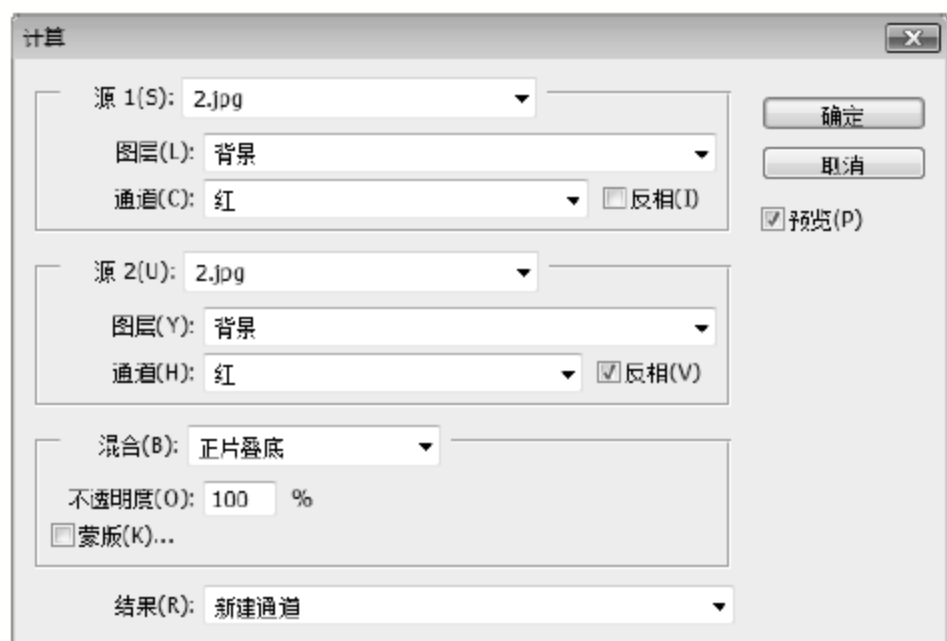 计算
源 1(S): 2.jpg
确定
图层(L): 背景
取消
通道(C): 红 反相(I)
预览(P)
源 2(U): 2.jpg
图层(Y): 背景
通道(H): 红 反相(V)
混合(B): 正片叠底
不透明度(O): 100 %
蒙版(K)...
结果(R): 新建通道